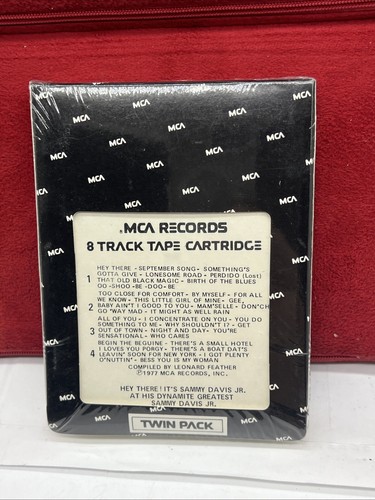 MCA RECORDS
8 TRACK TAPE CARTRIDGE
HEY THERE - SEPTEMBER SONG - SOMETHING'S
GOTTA GIVE - LONESOME ROAD - PERDIDO (Lost)
1 THAT OLD BLACK MAGIC - BIRTH OF THE BLUES
OO -SHOO -BE -DOO- BE
TOO CLOSE FOR COMFORT - BY MYSELF - FOR ALL
WE KNOW - THIS LITTLE GIRL OF MINE - GEE,
2 BABY AIN'T I GOOD TO YOU - MAM'SELLE - DON'CH
GO 'WAY MAD - IT MIGHT AS WELL RAIN
ALL OF YOU - I CONCENTRATE ON YOU - YOU DO
SOMETHING TO ME - WHY SHOULDN'T I? - GET
3 OUT OF TOWN - NIGHT AND DAY - YOU'RE
SENSATIONAL - WHO CARES
BEGIN THE BEGUINE - THERE'S A SMALL HOTEL
I LOVES YOU PORGY - THERE'S A BOAT DAT'S
4 LEAVIN' SOON FOR NEW YORK - I GOT PLENTY
O'NUTTIN' - BESS YOU IS MY WOMAN
COMPILED BY LEONARD FEATHER
©1977 MCA RECORDS, INC.
HEY THERE! IT'S SAMMY DAVIS JR.
AT HIS DYNAMITE GREATEST
SAMMY DAVIS JR.
TWIN PACK